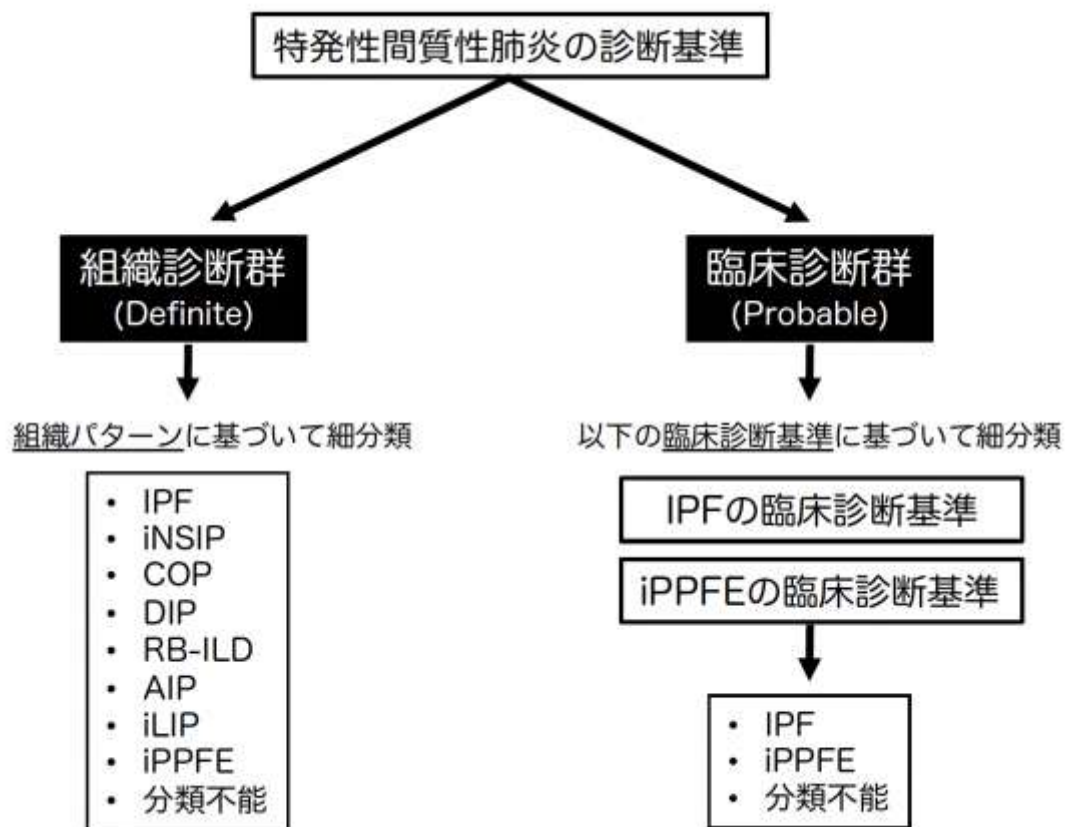 特発性間質性肺炎の診断基準
組織診断群
(Definite)
組織パターンに基づいて細分類
• IPF
• iNSIP
• COP
• DIP
• RB-ILD
• AIP
• iLIP
• iPPFE
• 分類不能
臨床診断群
(Probable)
以下の臨床診断基準に基づいて細分類
IPFの臨床診断基準
iPPFEの臨床診断基準
• IPF
• iPPFE
• 分類不能